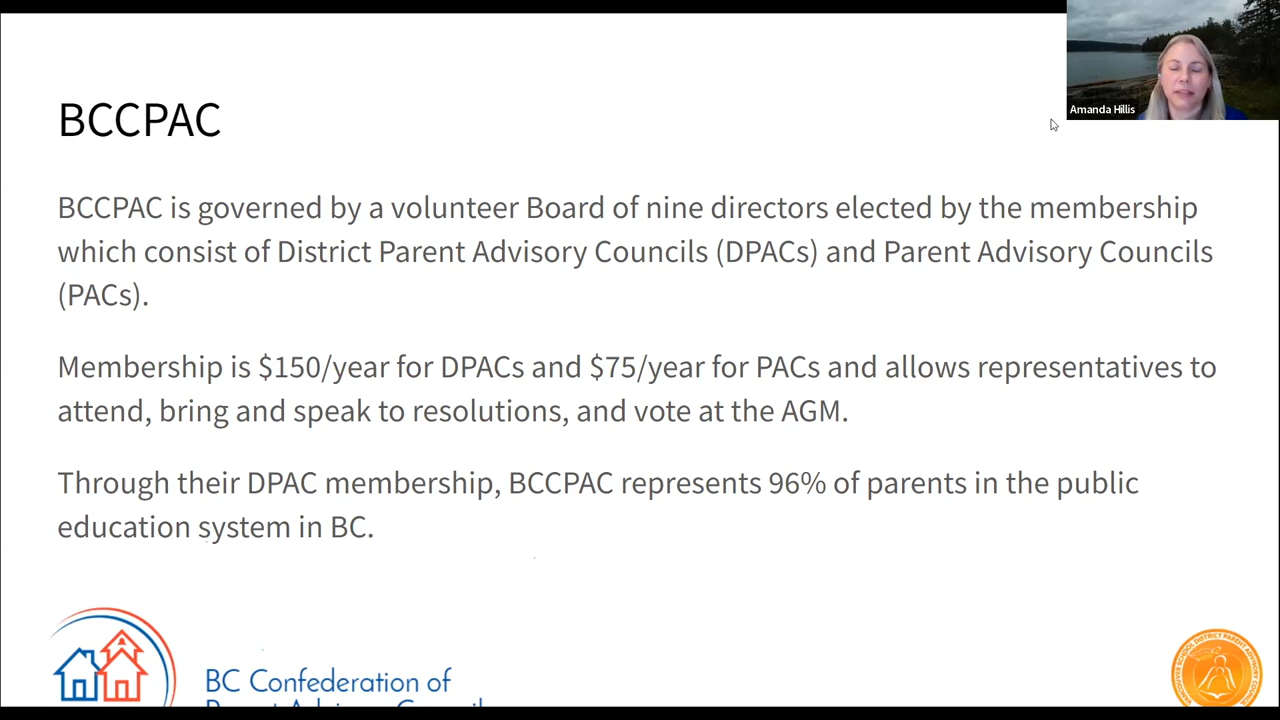 Amanda Hillis
BCCPAC
BCCPAC is governed by a volunteer Board of nine directors elected by the membership
which consist of District Parent Advisory Councils (DPACs) and Parent Advisory Councils
(PACs).
Membership is $150/year for DPACs and $75/year for PACs and allows representatives to
attend, bring and speak to resolutions, and vote at the AGM.
Through their DPAC membership, BCCPAC represents 96% of parents in the public
education system in BC.
BC Confederation of